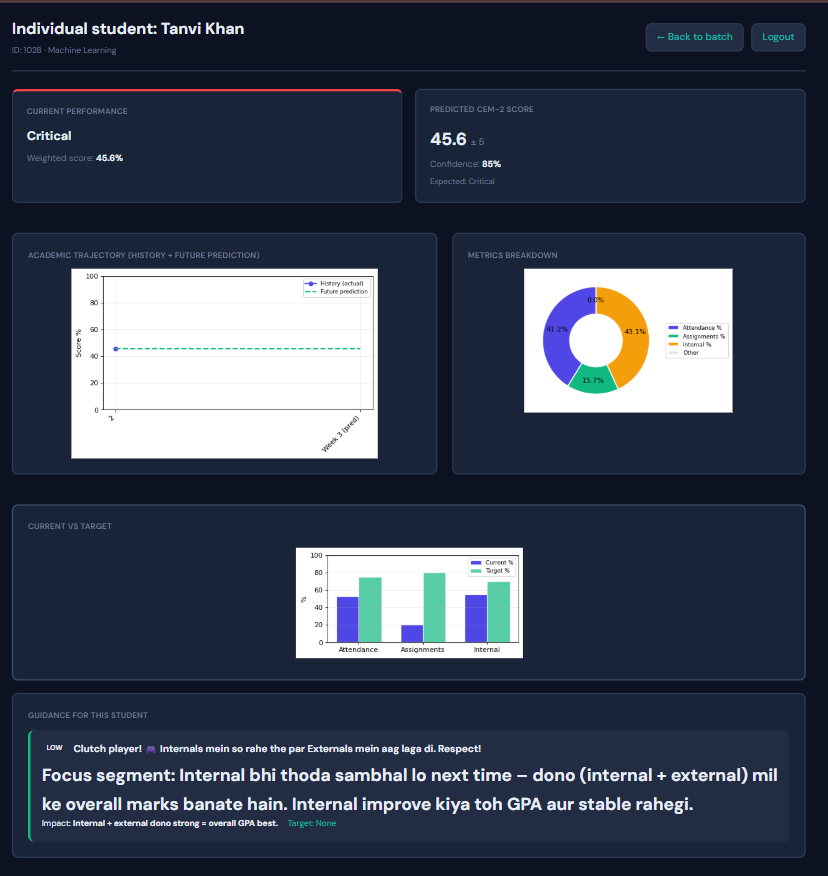 Individual student: Tanvi Khan
ID: 1028 · Machine Learning
← Back to batch
Logout
CURRENT PERFORMANCE
Critical
Weighted score: 45.6%
PREDICTED CEM-2 SCORE
45.6 ± 5
Confidence: 85%
Expected: Critical
ACADEMIC TRAJECTORY (HISTORY + FUTURE PREDICTION)
100
80
60
40
20
0
Score %
History (actual)
Future prediction
2
Week 3 (pred)
METRICS BREAKDOWN
0.0%
41.2%
43.1%
15.7%
Attendance %
Assignments %
Internal %
Other
CURRENT VS TARGET
100
80
60
40
20
0
%
Current %
Target %
Attendance
Assignments
Internal
GUIDANCE FOR THIS STUDENT
LOW Clutch player! 🎮 Internals mein so rahe the par Externals mein aag laga di. Respect!
Focus segment: Internal bhi thoda sambhal lo next time – dono (internal + external) mil
ke overall marks banate hain. Internal improve kiya toh GPA aur stable rahegi.
Impact: Internal + external dono strong = overall GPA best. Target: None